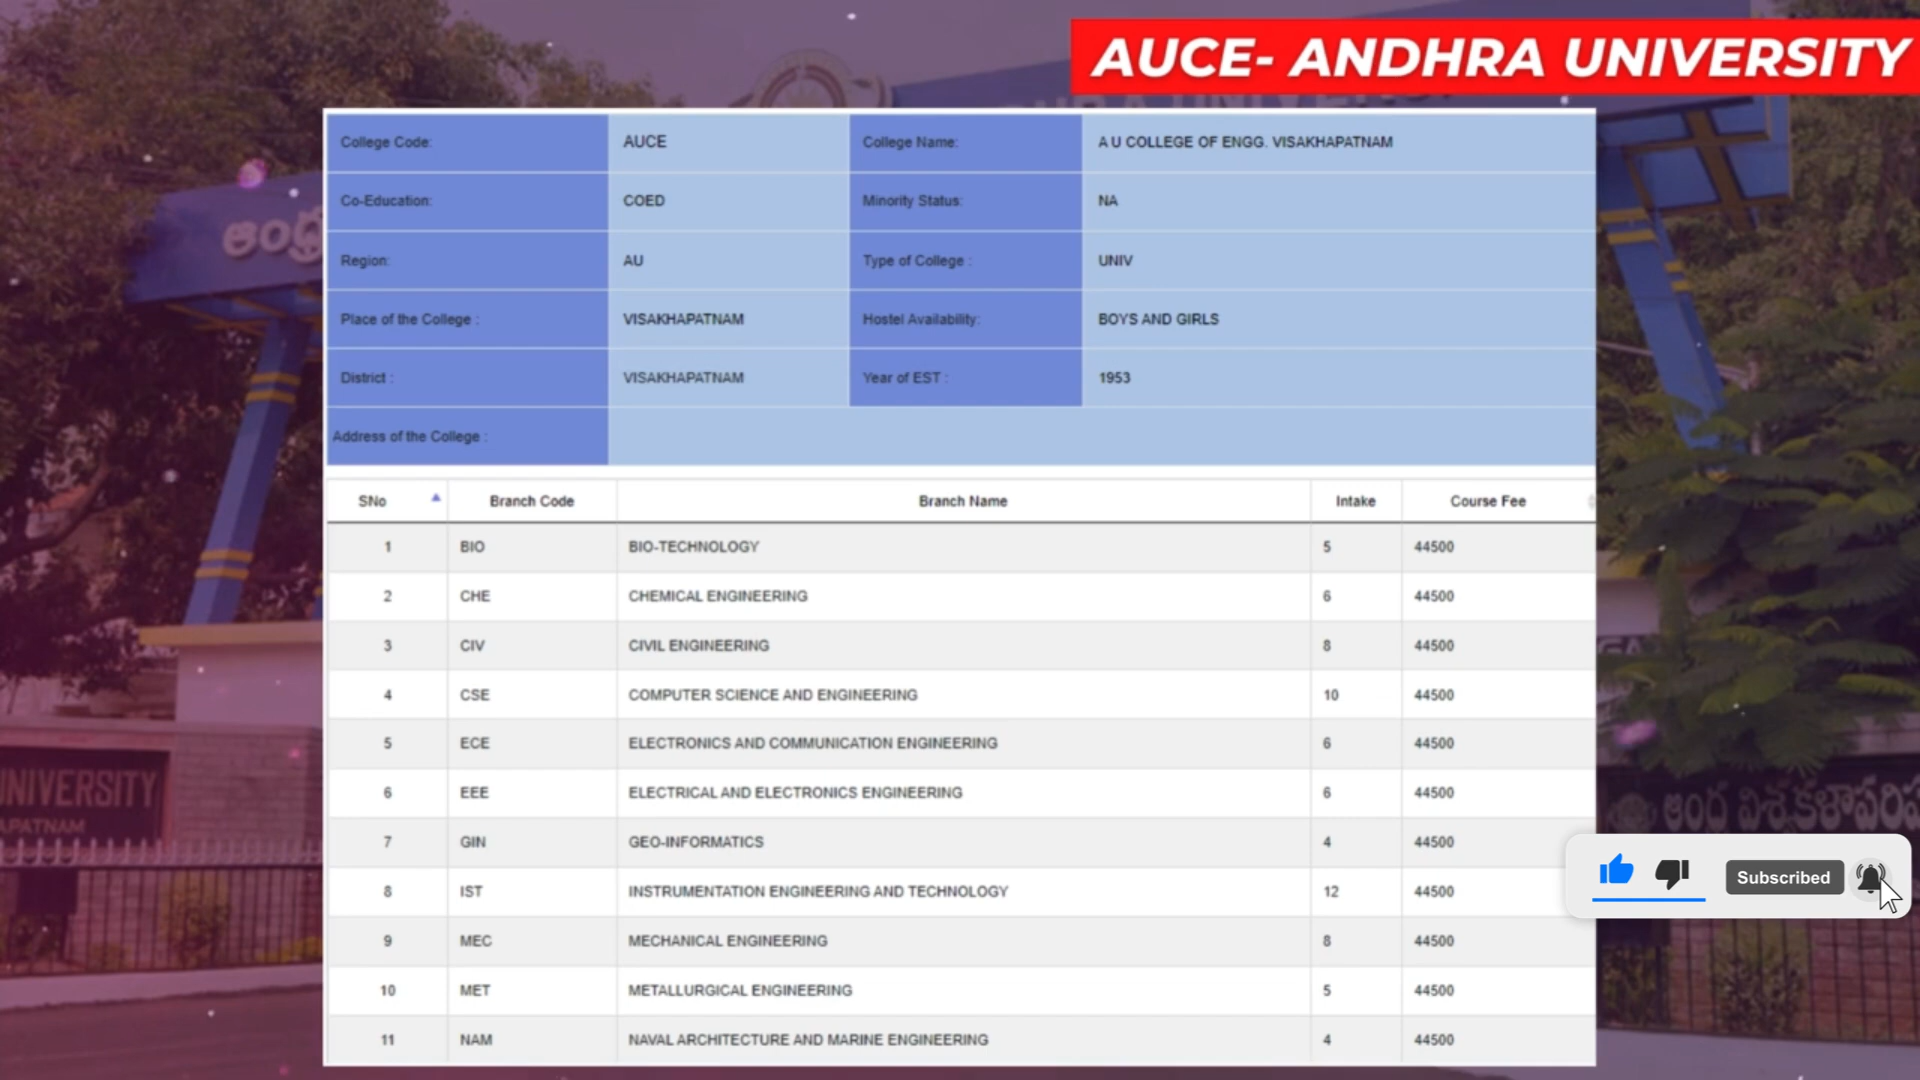 AUCE- ANDHRA UNIVERSITY
College Code: AUCE College Name: A U COLLEGE OF ENGG. VISAKHAPATNAM
Co-Education: COED Minority Status: NA
Region: AU Type of College : UNIV
Place of the College : VISAKHAPATNAM Hostel Availability: BOYS AND GIRLS
District : VISAKHAPATNAM Year of EST : 1953
Address of the College :
SNo Branch Code Branch Name Intake Course Fee
1 BIO BIO-TECHNOLOGY 5 44500
2 CHE CHEMICAL ENGINEERING 6 44500
3 CIV CIVIL ENGINEERING 8 44500
4 CSE COMPUTER SCIENCE AND ENGINEERING 10 44500
5 ECE ELECTRONICS AND COMMUNICATION ENGINEERING 6 44500
6 EEE ELECTRICAL AND ELECTRONICS ENGINEERING 6 44500
7 GIN GEO-INFORMATICS 4 44500
8 IST INSTRUMENTATION ENGINEERING AND TECHNOLOGY 12 44500
9 MEC MECHANICAL ENGINEERING 8 44500
10 MET METALLURGICAL ENGINEERING 5 44500
11 NAM NAVAL ARCHITECTURE AND MARINE ENGINEERING 4 44500
Subscribed